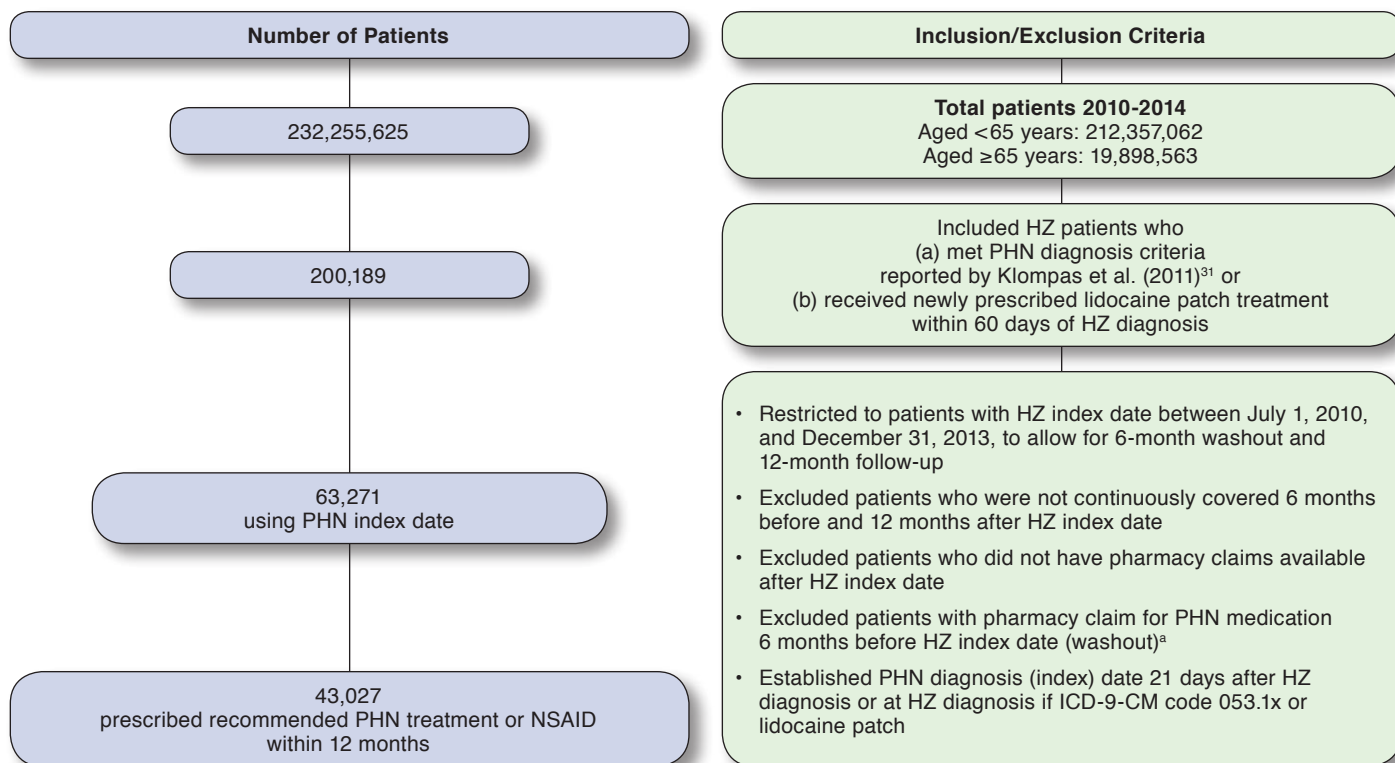 Number of Patients
232,255,625
200,189
63,271
using PHN index date
43,027
prescribed recommended PHN treatment or NSAID
within 12 months
Inclusion/Exclusion Criteria
Total patients 2010-2014
Aged <65 years: 212,357,062
Aged ≥65 years: 19,898,563
Included HZ patients who
(a) met PHN diagnosis criteria
reported by Klompas et al. (2011)³¹ or
(b) received newly prescribed lidocaine patch treatment
within 60 days of HZ diagnosis
• Restricted to patients with HZ index date between July 1, 2010,
and December 31, 2013, to allow for 6-month washout and
12-month follow-up
• Excluded patients who were not continuously covered 6 months
before and 12 months after HZ index date
• Excluded patients who did not have pharmacy claims available
after HZ index date
• Excluded patients with pharmacy claim for PHN medication
6 months before HZ index date (washout)ᵃ
• Established PHN diagnosis (index) date 21 days after HZ
diagnosis or at HZ diagnosis if ICD-9-CM code 053.1x or
lidocaine patch